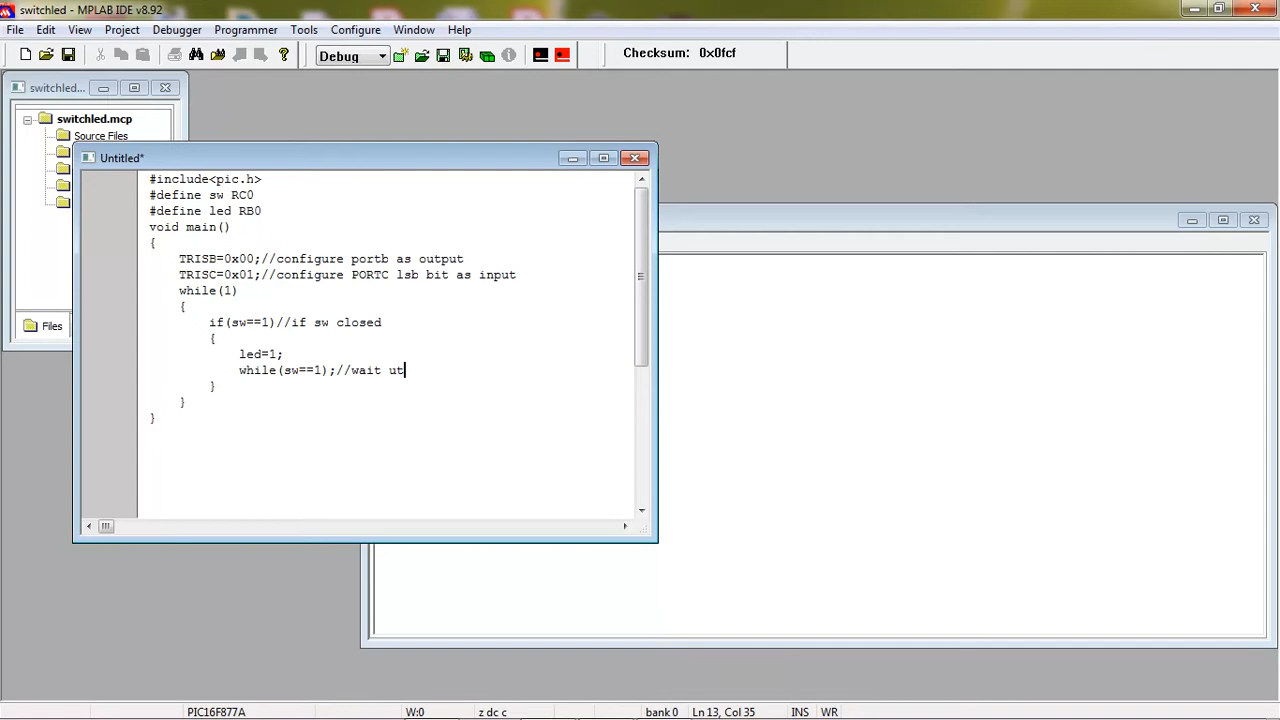 switchled - MPLAB IDE v8.92
File Edit View Project Debugger Programmer Tools Configure Window Help
Debug Checksum: 0x0fcf
switchled...
switchled.mcp
Source Files
Files
Untitled*
#include<pic.h>
#define sw RC0
#define led RB0
void main()
{
TRISB=0x00;//configure portb as output
TRISC=0x01;//configure PORTC lsb bit as input
while(1)
{
if(sw==1)//if sw closed
{
led=1;
while(sw==1);//wait ut
}
}
}
PIC16F877A W:0 z dc c bank 0 Ln 13, Col 35 INS WR